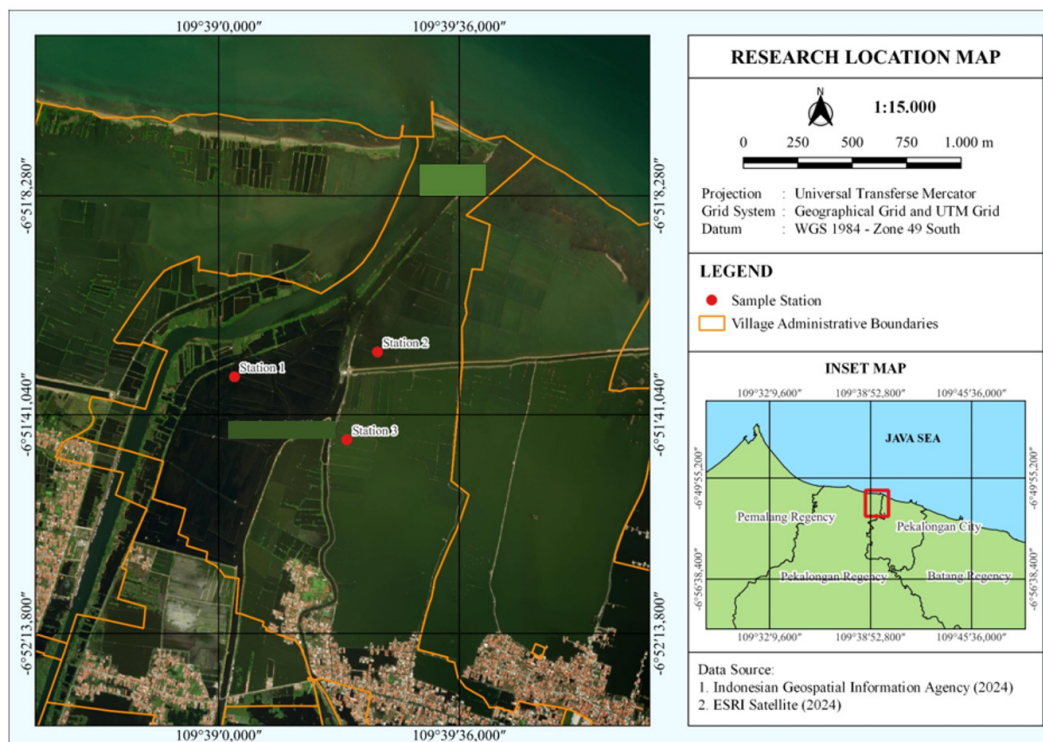 109°39'0,000"
109°39'36,000"
-6°51'8,280"
-6°51'8,280"
Station 2
Station 1
-6°51'41,040"
-6°51'41,040"
Station 3
-6°52'13,800"
-6°52'13,800"
109°39'0,000"
109°39'36,000"
RESEARCH LOCATION MAP
N
1:15.000
0 250 500 750 1.000 m
Projection : Universal Transferse Mercator
Grid System : Geographical Grid and UTM Grid
Datum : WGS 1984 - Zone 49 South
LEGEND
Sample Station
Village Administrative Boundaries
INSET MAP
109°32'9,600" 109°38'52,800" 109°45'36,000"
JAVA SEA
-6°49'55,200"
-6°49'55,200"
Pemalang Regency
Pekalongan City
Pekalongan Regency
Batang Regency
-6°56'38,400"
-6°56'38,400"
109°32'9,600" 109°38'52,800" 109°45'36,000"
Data Source:
1. Indonesian Geospatial Information Agency (2024)
2. ESRI Satellite (2024)